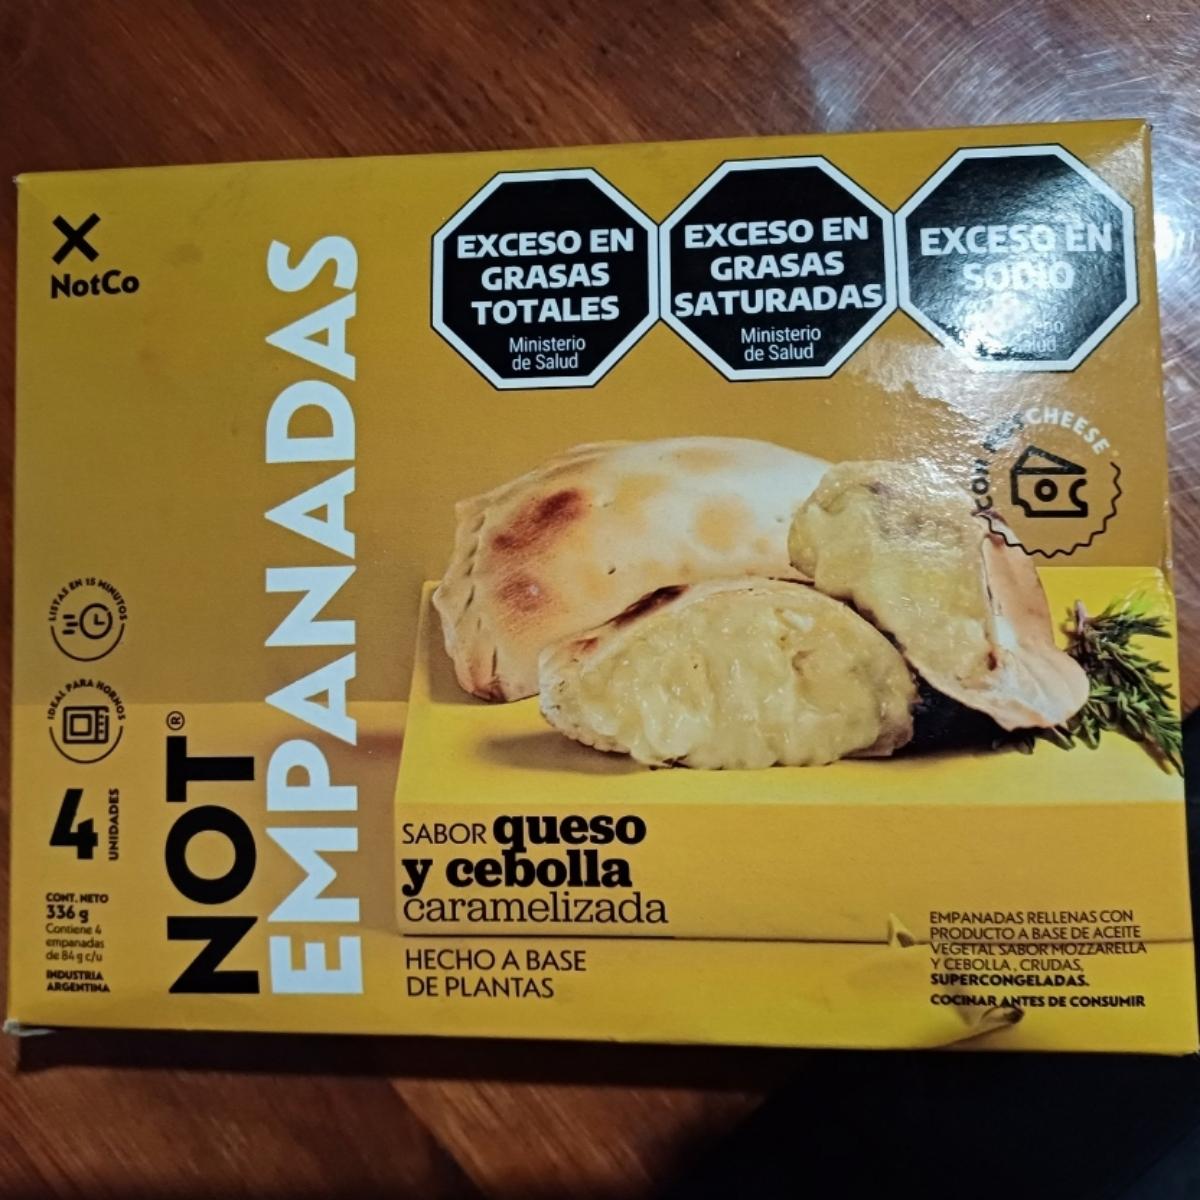 NotCo
EXCESO EN
GRASAS
TOTALES
Ministerio
de Salud
EXCESO EN
GRASAS
SATURADAS
Ministerio
de Salud
EXCESO EN
SODIO
Salud
CON CHEESE
LISTAS EN 15 MINUTOS
IDEAL PARA HORNOS
4
UNIDADES
NOT®
EMPANADAS
SABOR queso
y cebolla
caramelizada
HECHO A BASE
DE PLANTAS
CONT. NETO
336 g
Contiene 4
empanadas
de 84 g c/u
INDUSTRIA
ARGENTINA
EMPANADAS RELLENAS CON
PRODUCTO A BASE DE ACEITE
VEGETAL SABOR MOZZARELLA
Y CEBOLLA, CRUDAS,
SUPERCONGELADAS.
COCINAR ANTES DE CONSUMIR